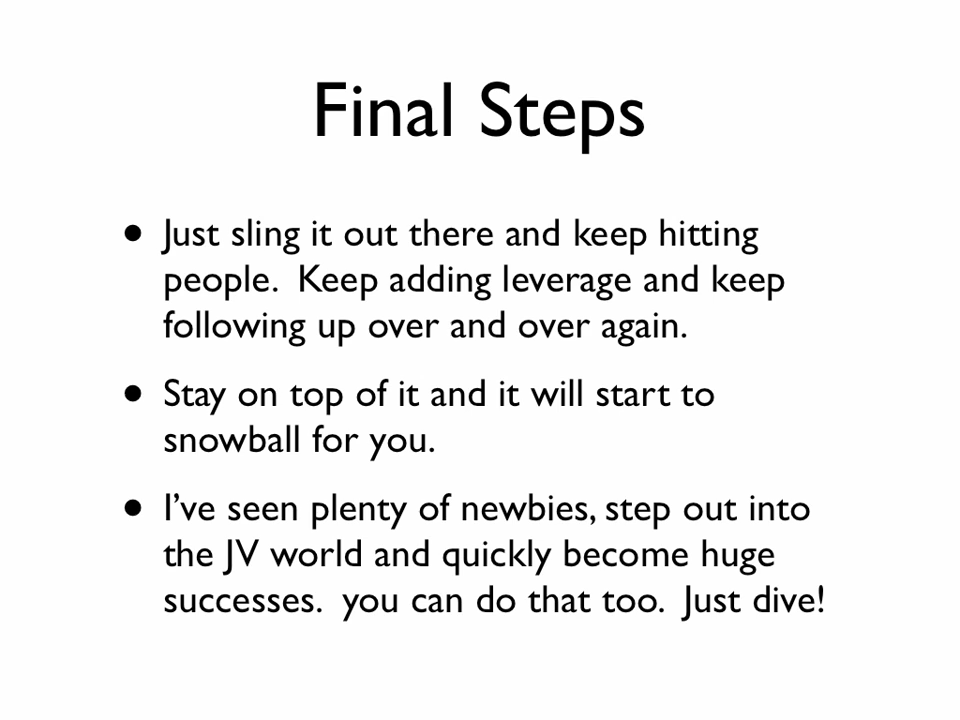 Final Steps
• Just sling it out there and keep hitting
people.  Keep adding leverage and keep
following up over and over again.
• Stay on top of it and it will start to
snowball for you.
• I’ve seen plenty of newbies, step out into
the JV world and quickly become huge
successes.  you can do that too.  Just dive!